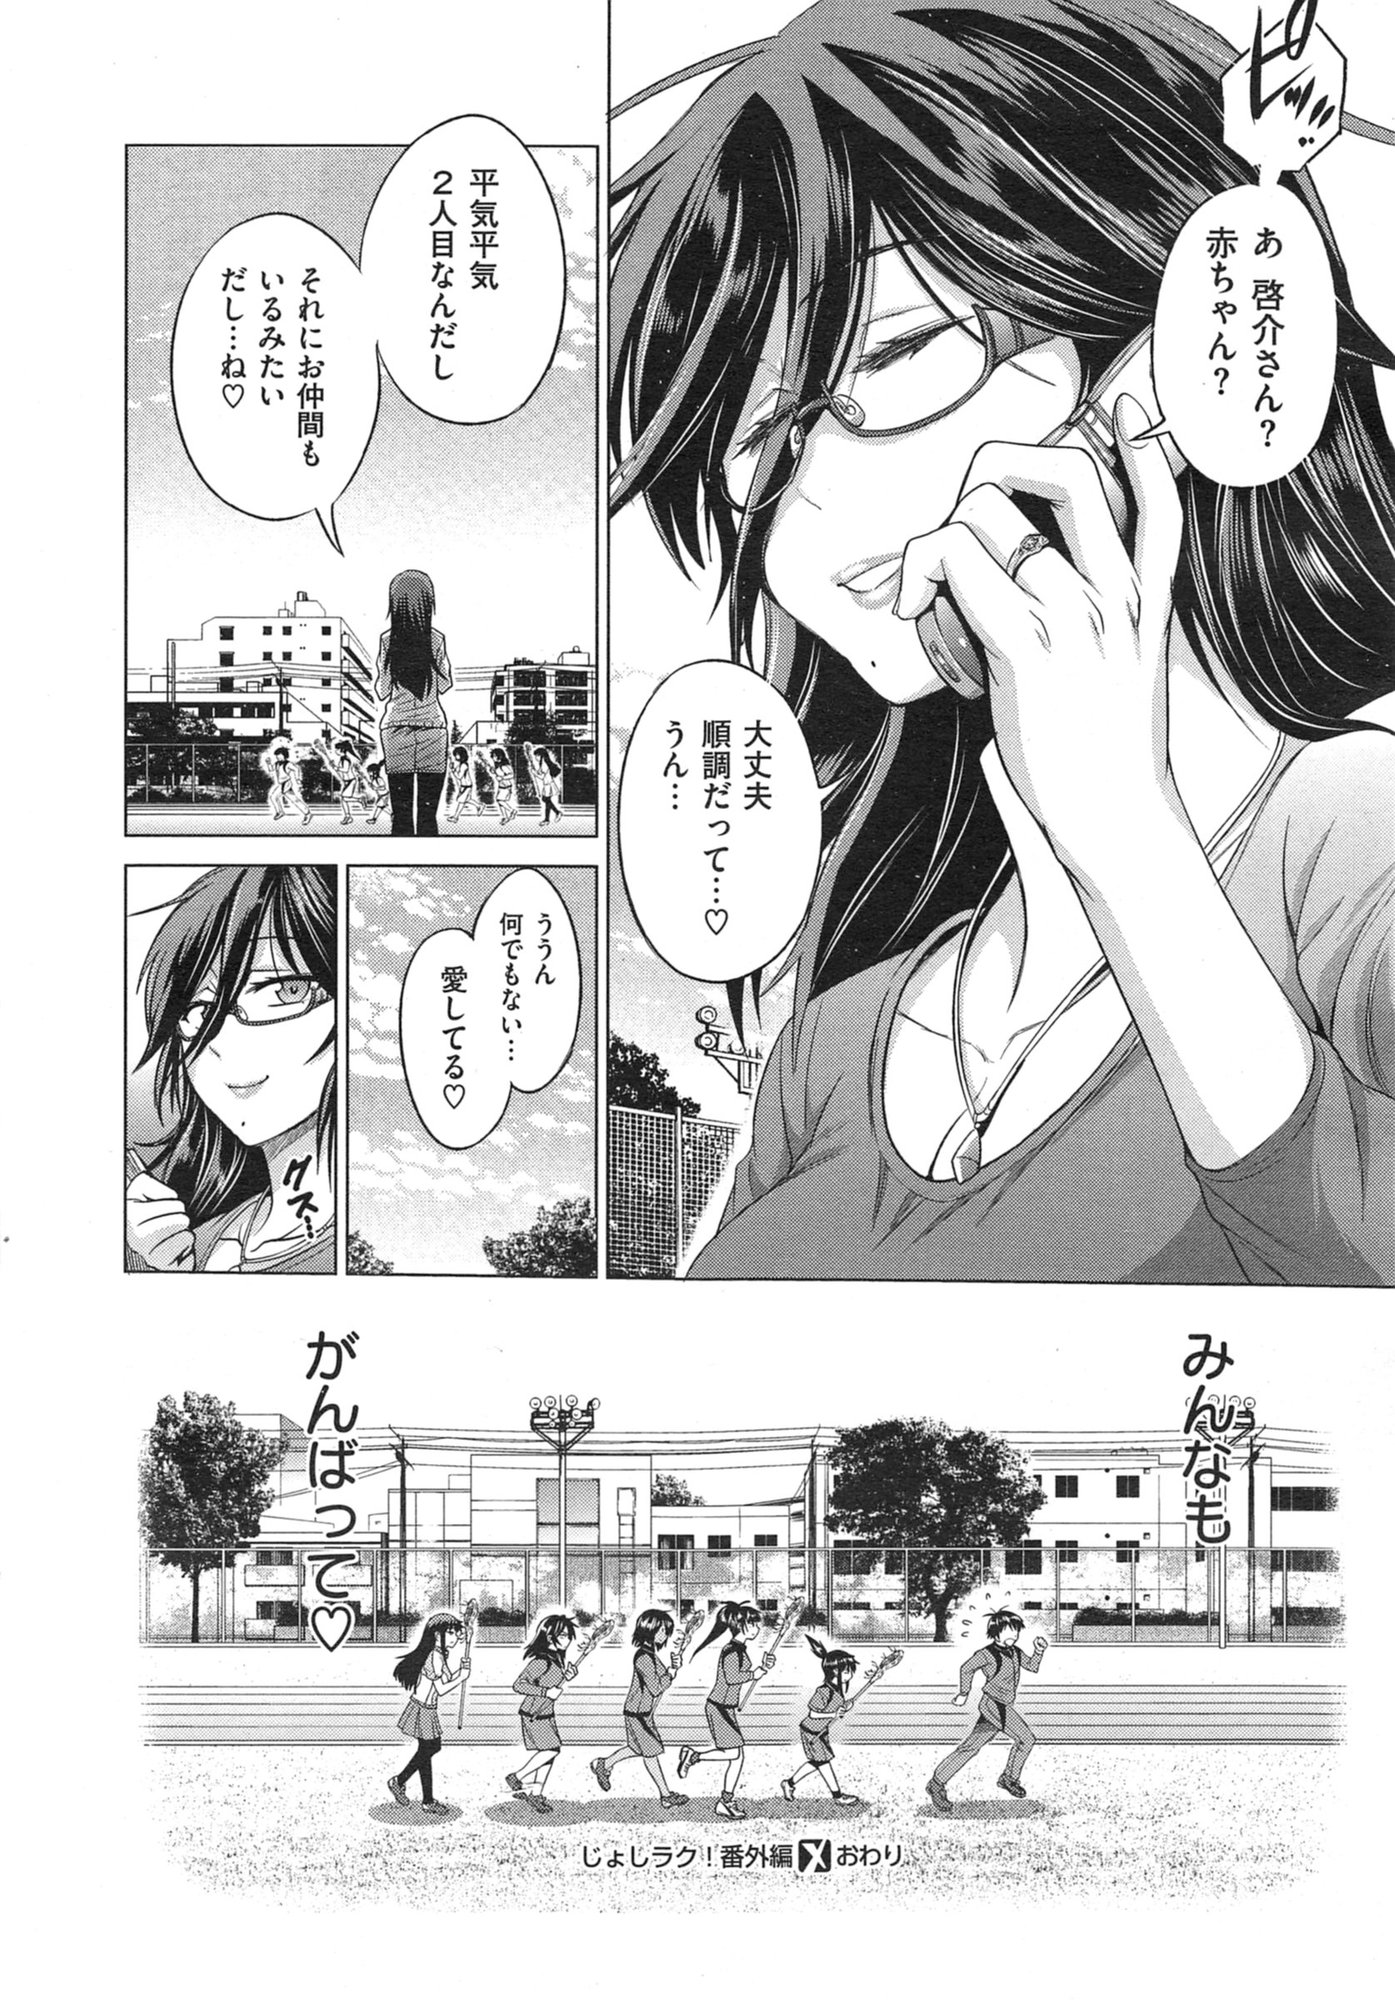 ピッ…
あ 啓介さん?
赤ちゃん?
大丈夫
順調だって…♡
うん…
平気平気
2人目なんだし
それにお仲間も
いるみたい
だし…ね♡
ううん
何でもない…
愛してる♡
クス…
みんなも
がんばって♡
じょしラク!番外編Xおわり